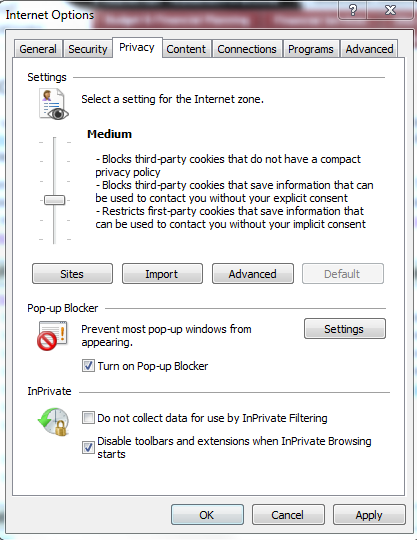 Internet Options
?
General Security Privacy Content Connections Programs Advanced
Settings
Select a setting for the Internet zone.
Medium
- Blocks third-party cookies that do not have a compact
privacy policy
- Blocks third-party cookies that save information that can
be used to contact you without your explicit consent
- Restricts first-party cookies that save information that
can be used to contact you without your implicit consent
Sites Import Advanced Default
Pop-up Blocker
Prevent most pop-up windows from
appearing.
Settings
Turn on Pop-up Blocker
InPrivate
Do not collect data for use by InPrivate Filtering
Disable toolbars and extensions when InPrivate Browsing
starts
OK Cancel Apply